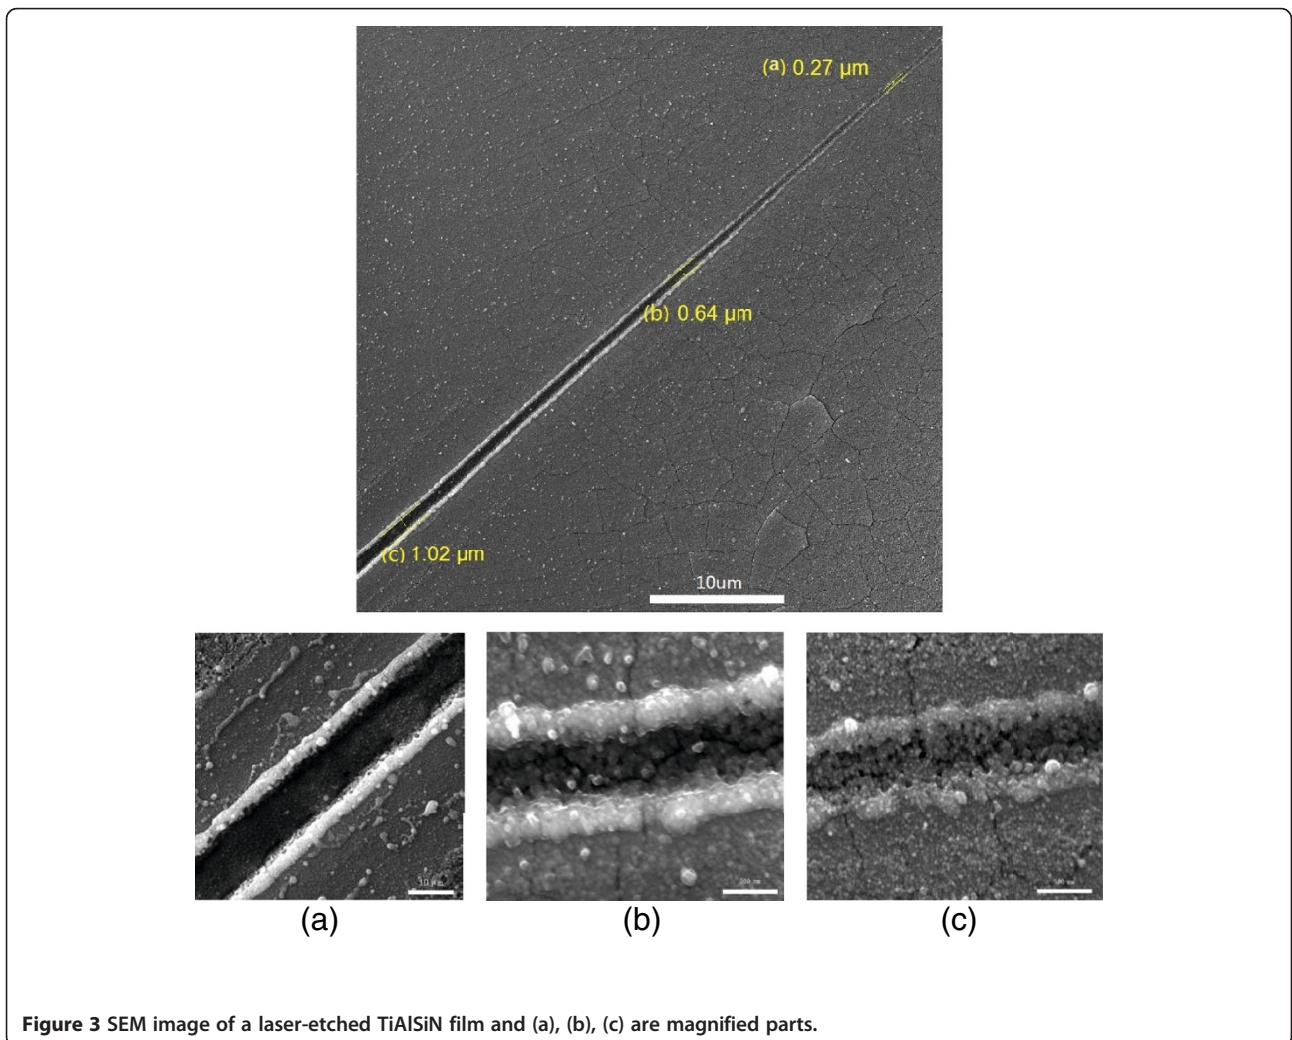 (a) 0.27 µm
(b) 0.64 µm
(c) 1.02 µm
10um
(a)
(b)
(c)
Figure 3 SEM image of a laser-etched TiAlSiN film and (a), (b), (c) are magnified parts.